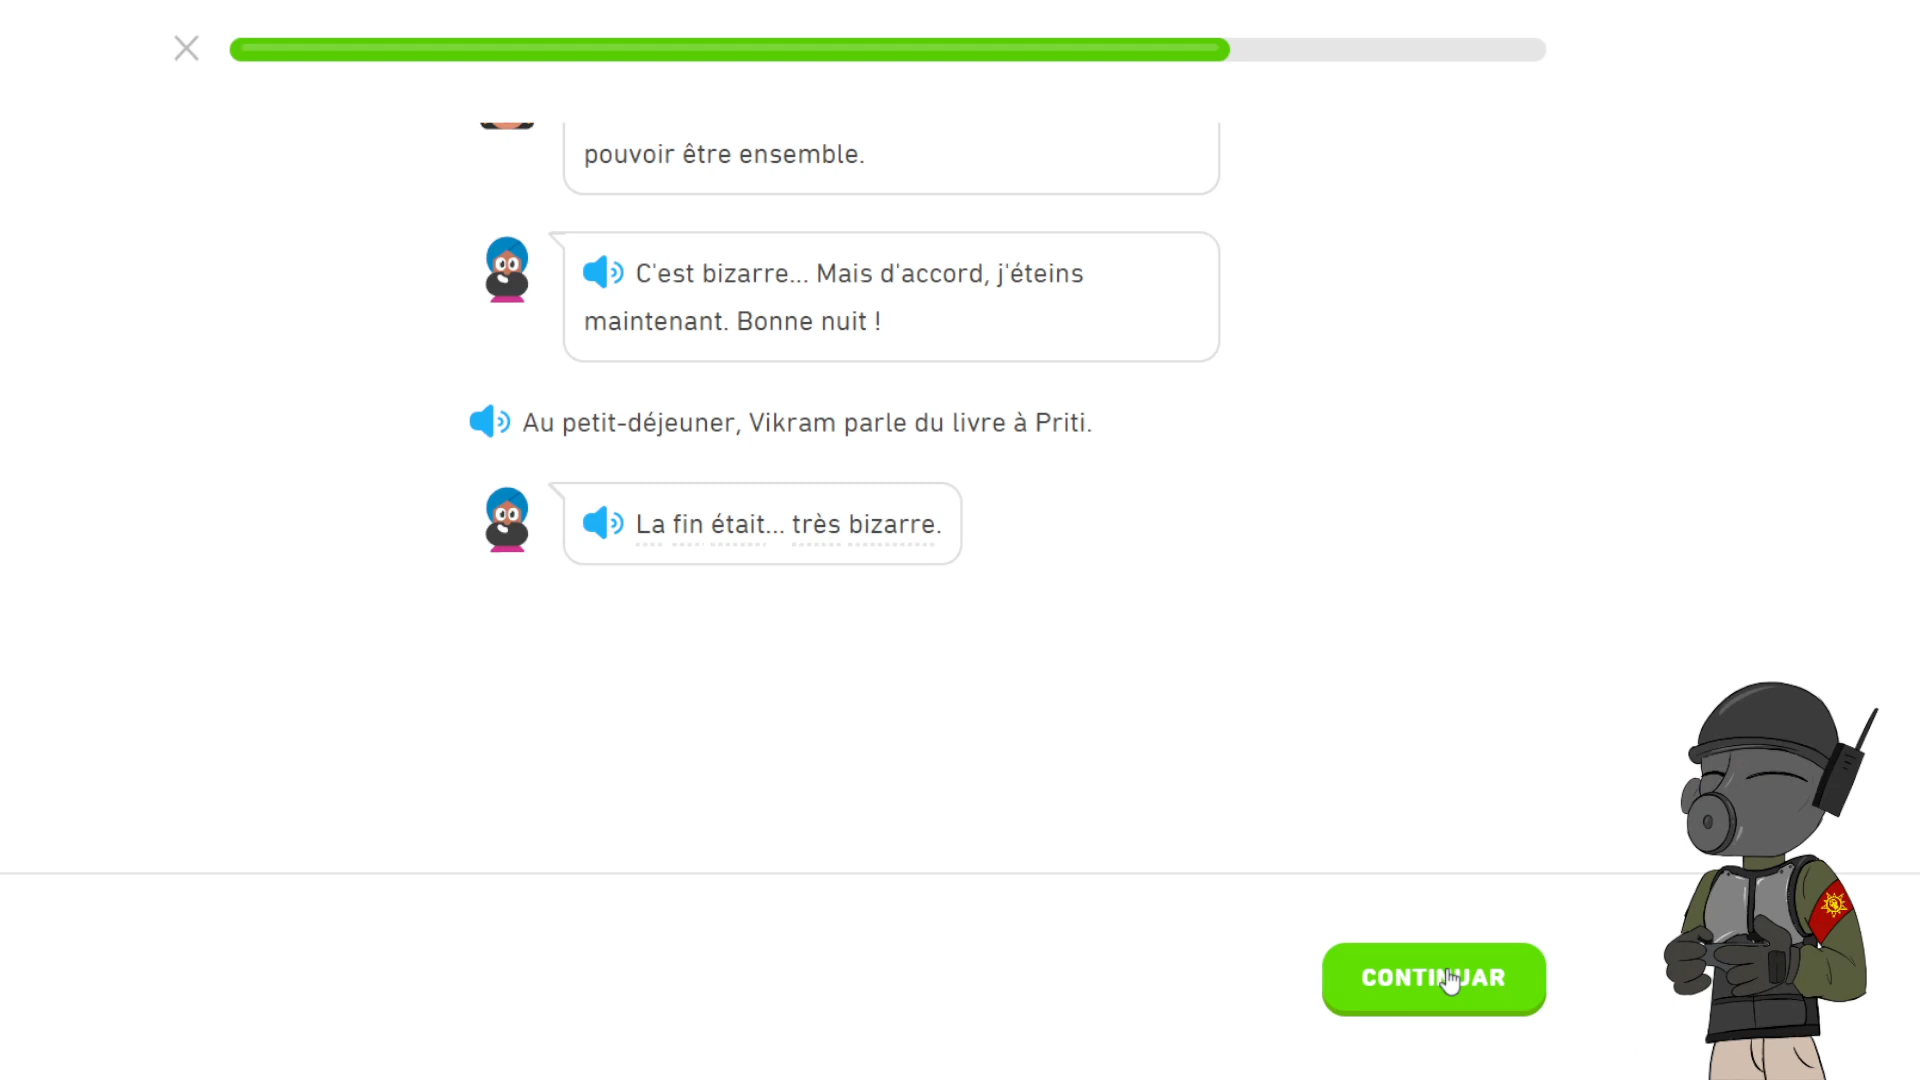 pouvoir être ensemble.
C'est bizarre... Mais d'accord, j'éteins
maintenant. Bonne nuit !
Au petit-déjeuner, Vikram parle du livre à Priti.
La fin était... très bizarre.
CONTINUAR